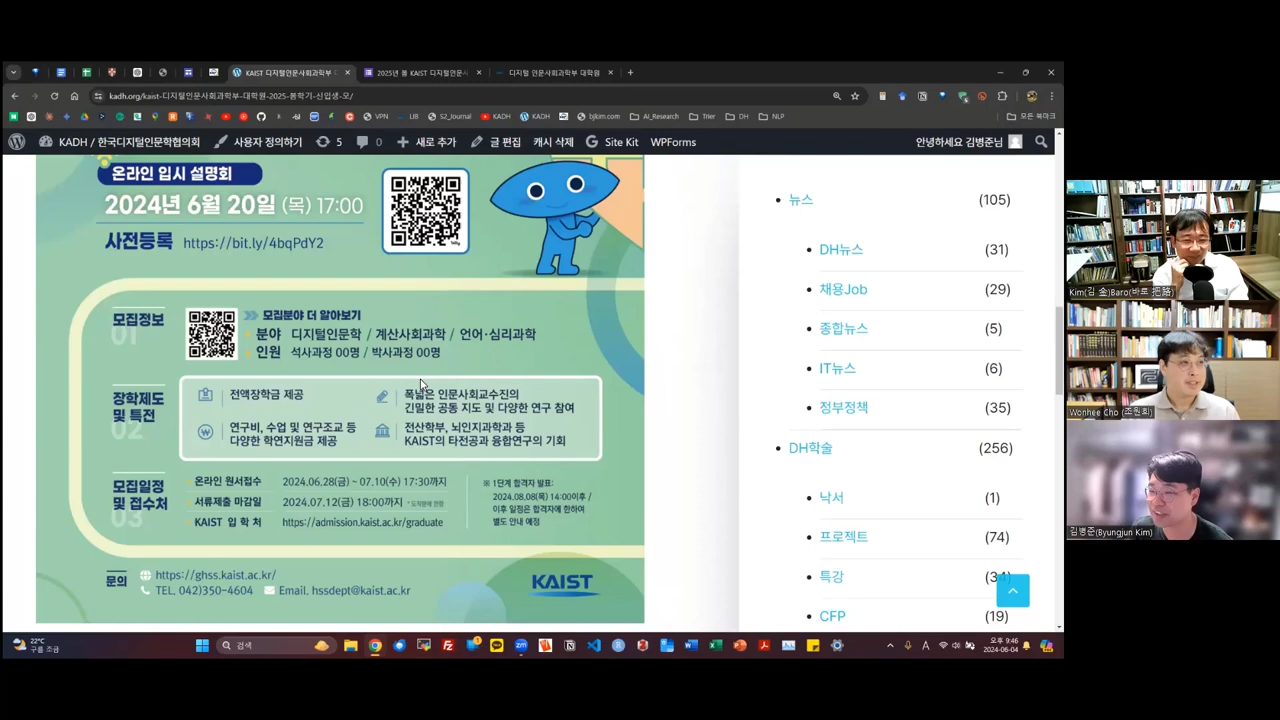 KAIST 디지털인문사회과학부
2025년 봄 KAIST 디지털인문사
디지털 인문사회과학부 대학원
kadh.org/kaist-디지털인문사회과학부-대학원-2025-봄학기-신입생-모/
VPN
LIB
S2_Journal
KADH
KADH
bjkim.com
AI_Research
Trier
DH
NLP
모든 북마크
KADH / 한국디지털인문학협의회
사용자 정의하기
5
0
새로 추가
글 편집
캐시 삭제
Site Kit
WPForms
안녕하세요 김병준님
온라인 입시 설명회
2024년 6월 20일 (목) 17:00
사전등록 https://bit.ly/4bqPdY2
모집정보
01
모집분야 더 알아보기
분야 디지털인문학 / 계산사회과학 / 언어·심리과학
인원 석사과정 00명 / 박사과정 00명
장학제도
및 특전
02
전액장학금 제공
폭넓은 인문사회교수진의
긴밀한 공동 지도 및 다양한 연구 참여
연구비, 수업 및 연구조교 등
다양한 학연지원금 제공
전산학부, 뇌인지과학과 등
KAIST의 타전공과 융합연구의 기회
모집일정
및 접수처
03
온라인 원서접수 2024.06.28(금) ~ 07.10(수) 17:30까지
서류제출 마감일 2024.07.12(금) 18:00까지
KAIST 입 학 처 https://admission.kaist.ac.kr/graduate
※ 1단계 합격자 발표:
2024.08.08(목) 14:00이후 /
이후 일정은 합격자에 한하여
별도 안내 예정
문의
https://ghss.kaist.ac.kr/
TEL. 042)350-4604
Email. hssdept@kaist.ac.kr
KAIST
뉴스 (105)
DH뉴스 (31)
채용Job (29)
종합뉴스 (5)
IT뉴스 (6)
정부정책 (35)
DH학술 (256)
낙서 (1)
프로젝트 (74)
특강
CFP (19)
Kim(김 金)Baro(바로 把路)
Wonhee Cho (조원희)
김병준(Byungjun Kim)
22°C
구름 조금
검색
A
오후 9:46
2024-06-04